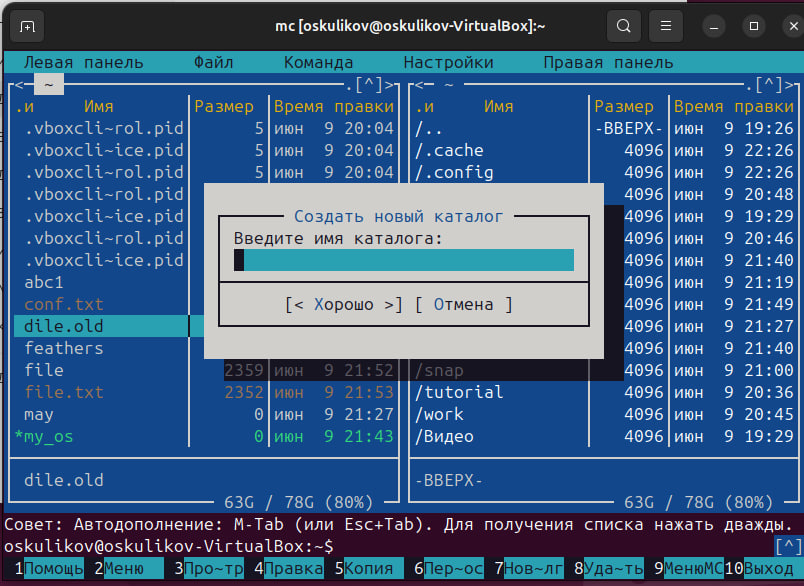 mc [oskulikov@oskulikov-VirtualBox]:~
Левая панель Файл Команда Настройки Правая панель
<— ~ .[^]> <— ~ .[^]>
.и Имя Размер Время правки .и Имя Размер Время правки
.vboxcli~rol.pid 5 июн 9 20:04 /.. -ВВЕРХ- июн 9 19:26
.vboxcli~ice.pid 5 июн 9 20:04 /.cache 4096 июн 9 22:26
.vboxcli~rol.pid 5 июн 9 20:04 /.config 4096 июн 9 22:26
.vboxcli~ice.pid 4096 июн 9 20:48
.vboxcli~ice.pid Создать новый каталог 4096 июн 9 19:29
.vboxcli~rol.pid Введите имя каталога: 4096 июн 9 20:46
.vboxcli~ice.pid 4096 июн 9 21:40
abc1 4096 июн 9 21:19
conf.txt [< Хорошо >] [ Отмена ] 4096 июн 9 21:49
dile.old 4096 июн 9 21:27
feathers 4096 июн 9 21:40
file 2359 июн 9 21:52 /snap 4096 июн 9 21:00
file.txt 2352 июн 9 21:53 /tutorial 4096 июн 9 20:36
may 0 июн 9 21:27 /work 4096 июн 9 20:45
*my_os 0 июн 9 21:43 /Видео 4096 июн 9 19:29
dile.old -ВВЕРХ-
63G / 78G (80%) 63G / 78G (80%)
Совет: Автодополнение: M-Tab (или Esc+Tab). Для получения списка нажать дважды.
oskulikov@oskulikov-VirtualBox:~$ [^]
1Помощь 2Меню 3Про~тр 4Правка 5Копия 6Пер~ос 7Нов~лг 8Уда~ть 9МенюMC 10Выход